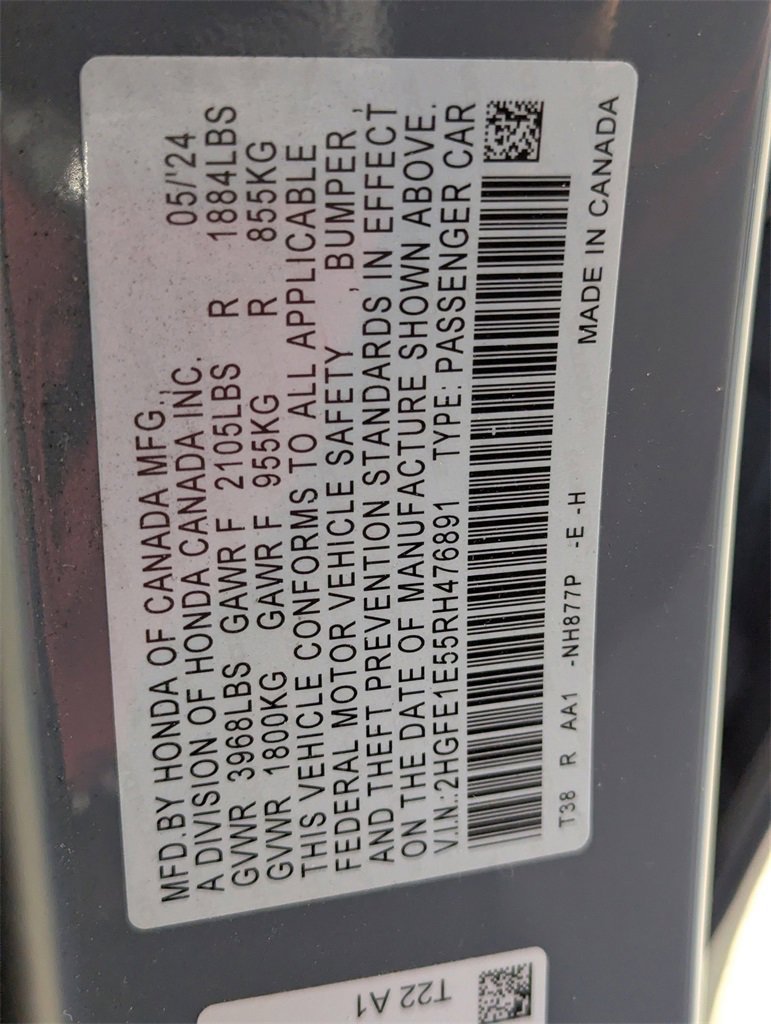 MFD.BY HONDA OF CANADA MFG., 05/'24
A DIVISION OF HONDA CANADA INC.
GVWR 3968LBS GAWR F 2105LBS R 1884LBS
GVWR 1800KG GAWR F 955KG R 855KG
THIS VEHICLE CONFORMS TO ALL APPLICABLE
FEDERAL MOTOR VEHICLE SAFETY , BUMPER ,
AND THEFT PREVENTION STANDARDS IN EFFECT
ON THE DATE OF MANUFACTURE SHOWN ABOVE.
V.I.N.:2HGFE1E55RH476891 TYPE: PASSENGER CAR
T38 R AA1 -NH877P -E -H MADE IN CANADA
T22 A1